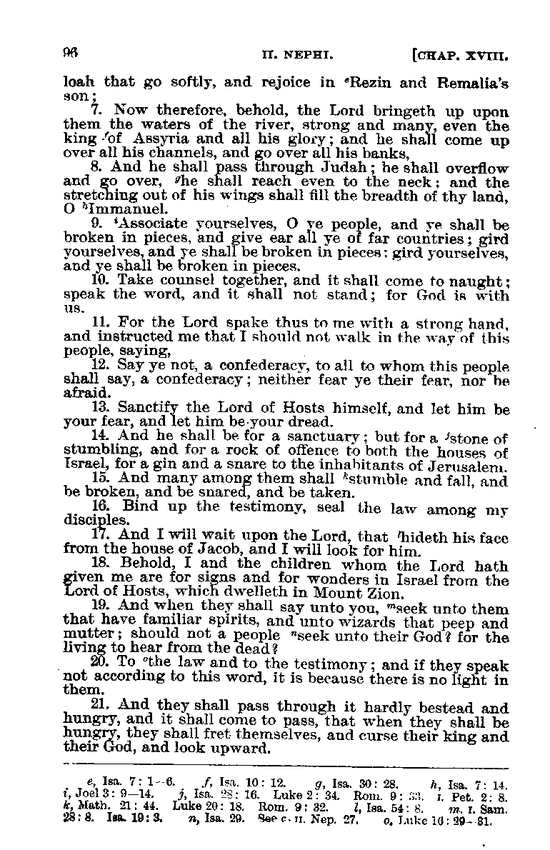 96 II. NEPHI. [CHAP. XVIII.
loah that go softly, and rejoice in eRezin and Remalia's
son;
7. Now therefore, behold, the Lord bringeth up upon
them the waters of the river, strong and many, even the
king fof Assyria and all his glory; and he shall come up
over all his channels, and go over all his banks,
8. And he shall pass through Judah; he shall overflow
and go over, ghe shall reach even to the neck; and the
stretching out of his wings shall fill the breadth of thy land,
O hImmanuel.
9. iAssociate yourselves, O ye people, and ye shall be
broken in pieces, and give ear all ye of far countries; gird
yourselves, and ye shall be broken in pieces: gird yourselves,
and ye shall be broken in pieces.
10. Take counsel together, and it shall come to naught;
speak the word, and it shall not stand; for God is with
us.
11. For the Lord spake thus to me with a strong hand,
and instructed me that I should not walk in the way of this
people, saying,
12. Say ye not, a confederacy, to all to whom this people
shall say, a confederacy; neither fear ye their fear, nor be
afraid.
13. Sanctify the Lord of Hosts himself, and let him be
your fear, and let him be your dread.
14. And he shall be for a sanctuary; but for a jstone of
stumbling, and for a rock of offence to both the houses of
Israel, for a gin and a snare to the inhabitants of Jerusalem.
15. And many among them shall kstumble and fall, and
be broken, and be snared, and be taken.
16. Bind up the testimony, seal the law among my
disciples.
17. And I will wait upon the Lord, that lhideth his face
from the house of Jacob, and I will look for him.
18. Behold, I and the children whom the Lord hath
given me are for signs and for wonders in Israel from the
Lord of Hosts, which dwelleth in Mount Zion.
19. And when they shall say unto you, mseek unto them
that have familiar spirits, and unto wizards that peep and
mutter; should not a people nseek unto their God? for the
living to hear from the dead?
20. To othe law and to the testimony; and if they speak
not according to this word, it is because there is no light in
them.
21. And they shall pass through it hardly bestead and
hungry, and it shall come to pass, that when they shall be
hungry, they shall fret themselves, and curse their king and
their God, and look upward.
e, Isa. 7: 1--6. f, Isa. 10: 12. g, Isa. 30: 28. h, Isa. 7: 14.
i, Joel 3: 9—14. j, Isa. 28: 16. Luke 2: 34. Rom. 9: 33. I. Pet. 2: 8.
k, Math. 21: 44. Luke 20: 18. Rom. 9: 32. l, Isa. 54: 8. m, I. Sam.
28: 8. Isa. 19: 3. n, Isa. 29. See c. II. Nep. 27. o, Luke 16: 29-31.